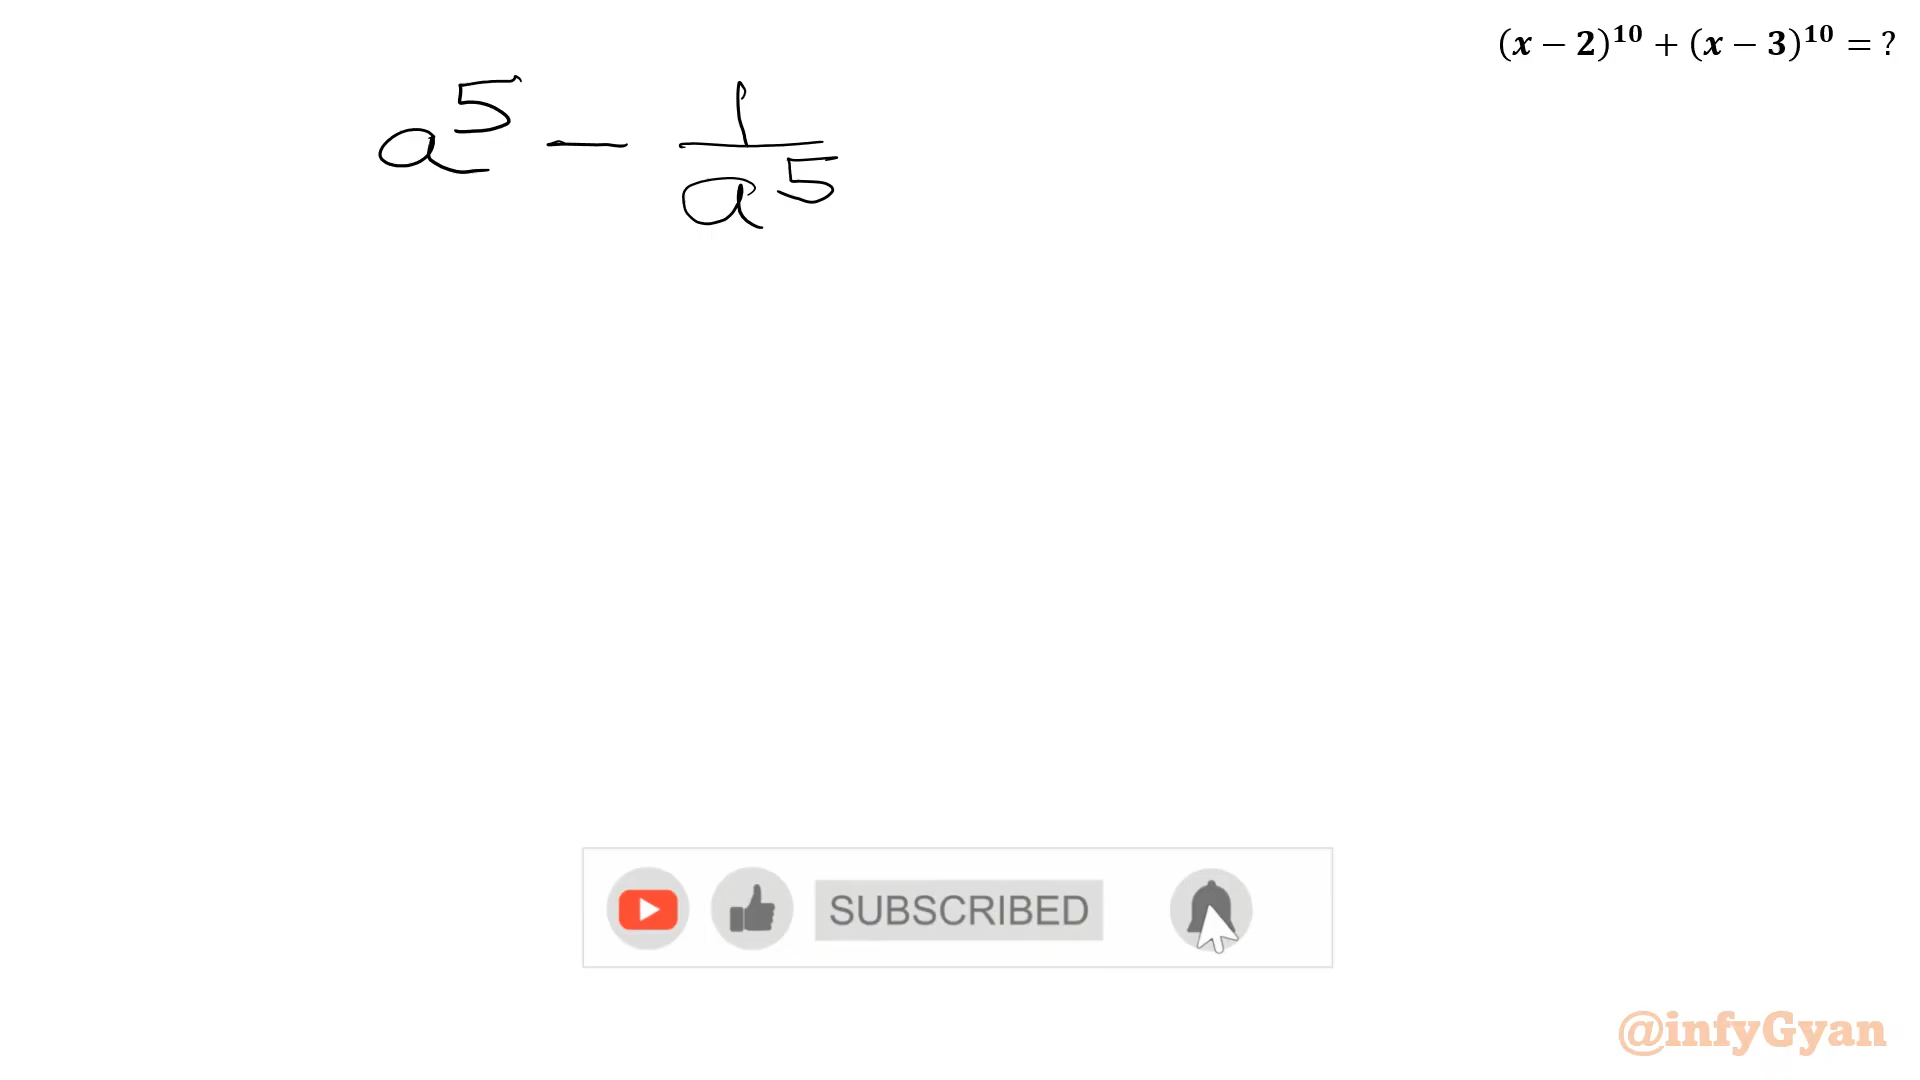 (x − 2)¹⁰ + (x − 3)¹⁰ = ?
a⁵ − 1/a⁵
SUBSCRIBED
@infyGyan